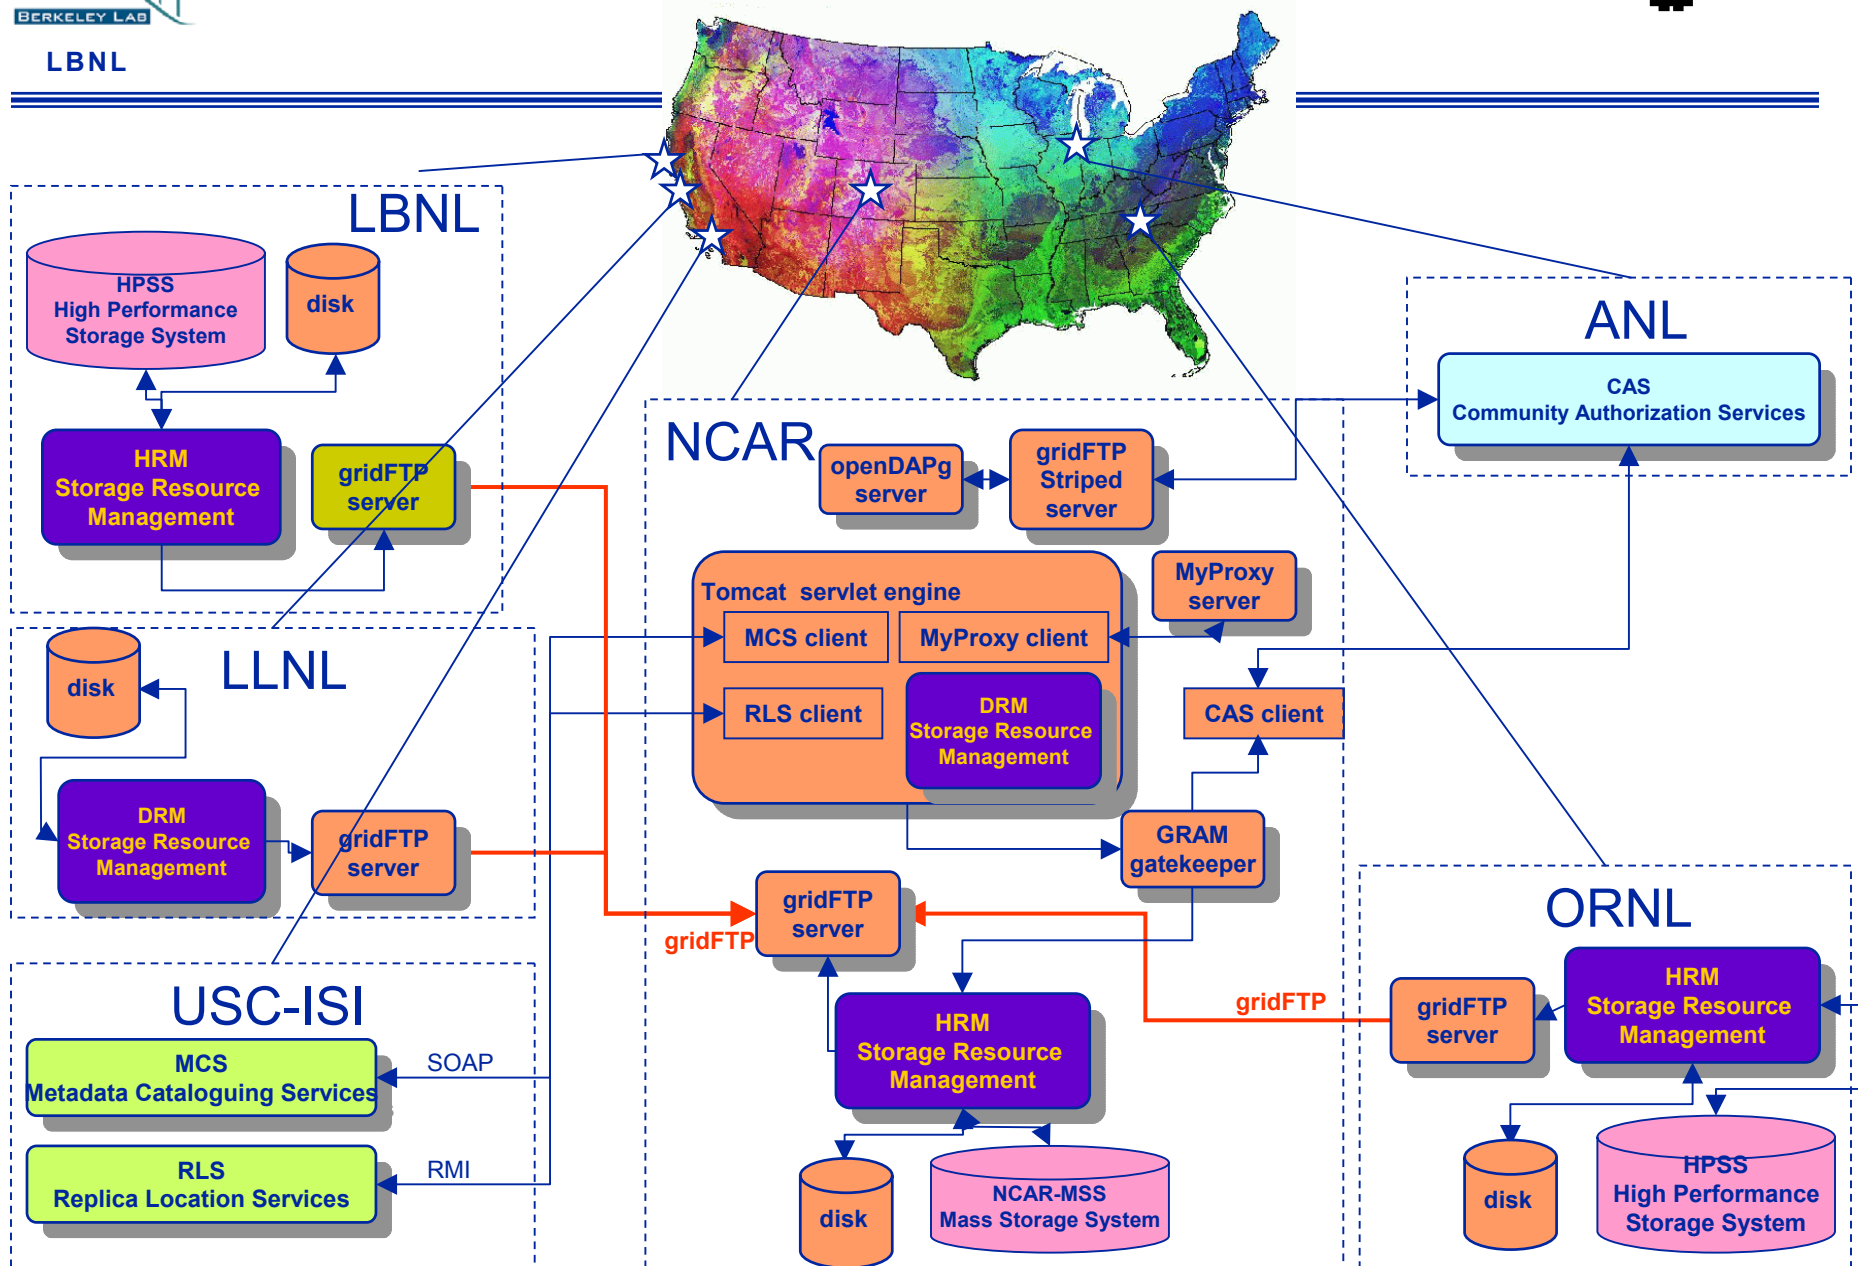 BERKELEY LAB
LBNL
LBNL
HPSS
High Performance
Storage System
disk
HRM
Storage Resource
Management
gridFTP
server
LLNL
disk
DRM
Storage Resource
Management
gridFTP
server
USC-ISI
MCS
Metadata Cataloguing Services
SOAP
RLS
Replica Location Services
RMI
NCAR
openDAPg
server
gridFTP
Striped
server
Tomcat servlet engine
MCS client
MyProxy client
RLS client
DRM
Storage Resource
Management
MyProxy
server
CAS client
GRAM
gatekeeper
gridFTP
server
gridFTP
HRM
Storage Resource
Management
disk
NCAR-MSS
Mass Storage System
ANL
CAS
Community Authorization Services
ORNL
gridFTP
gridFTP
server
HRM
Storage Resource
Management
disk
HPSS
High Performance
Storage System